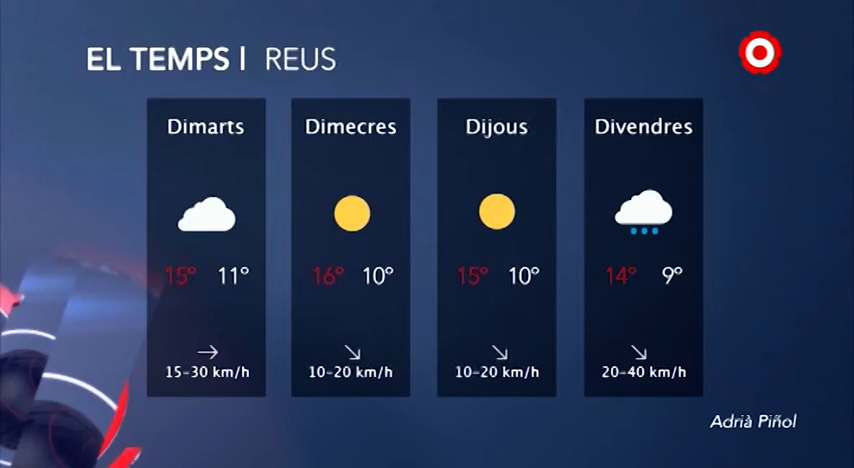 EL TEMPS | REUS
Dimarts
15° 11°
15-30 km/h
Dimecres
16° 10°
10-20 km/h
Dijous
15° 10°
10-20 km/h
Divendres
14° 9°
20-40 km/h
Adrià Piñol